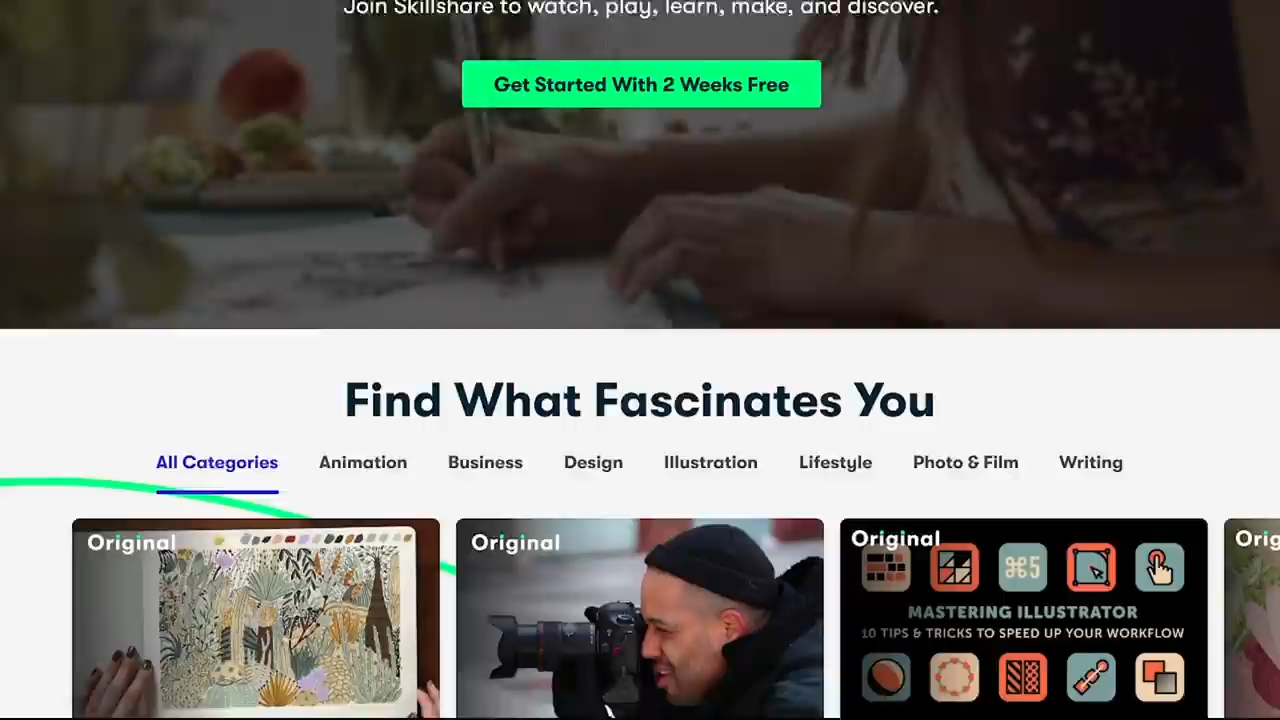 Join Skillshare to watch, play, learn, make, and discover.
Get Started With 2 Weeks Free
Find What Fascinates You
All Categories Animation Business Design Illustration Lifestyle Photo & Film Writing
Original Original Original Orig
⌘5
MASTERING ILLUSTRATOR
10 TIPS & TRICKS TO SPEED UP YOUR WORKFLOW